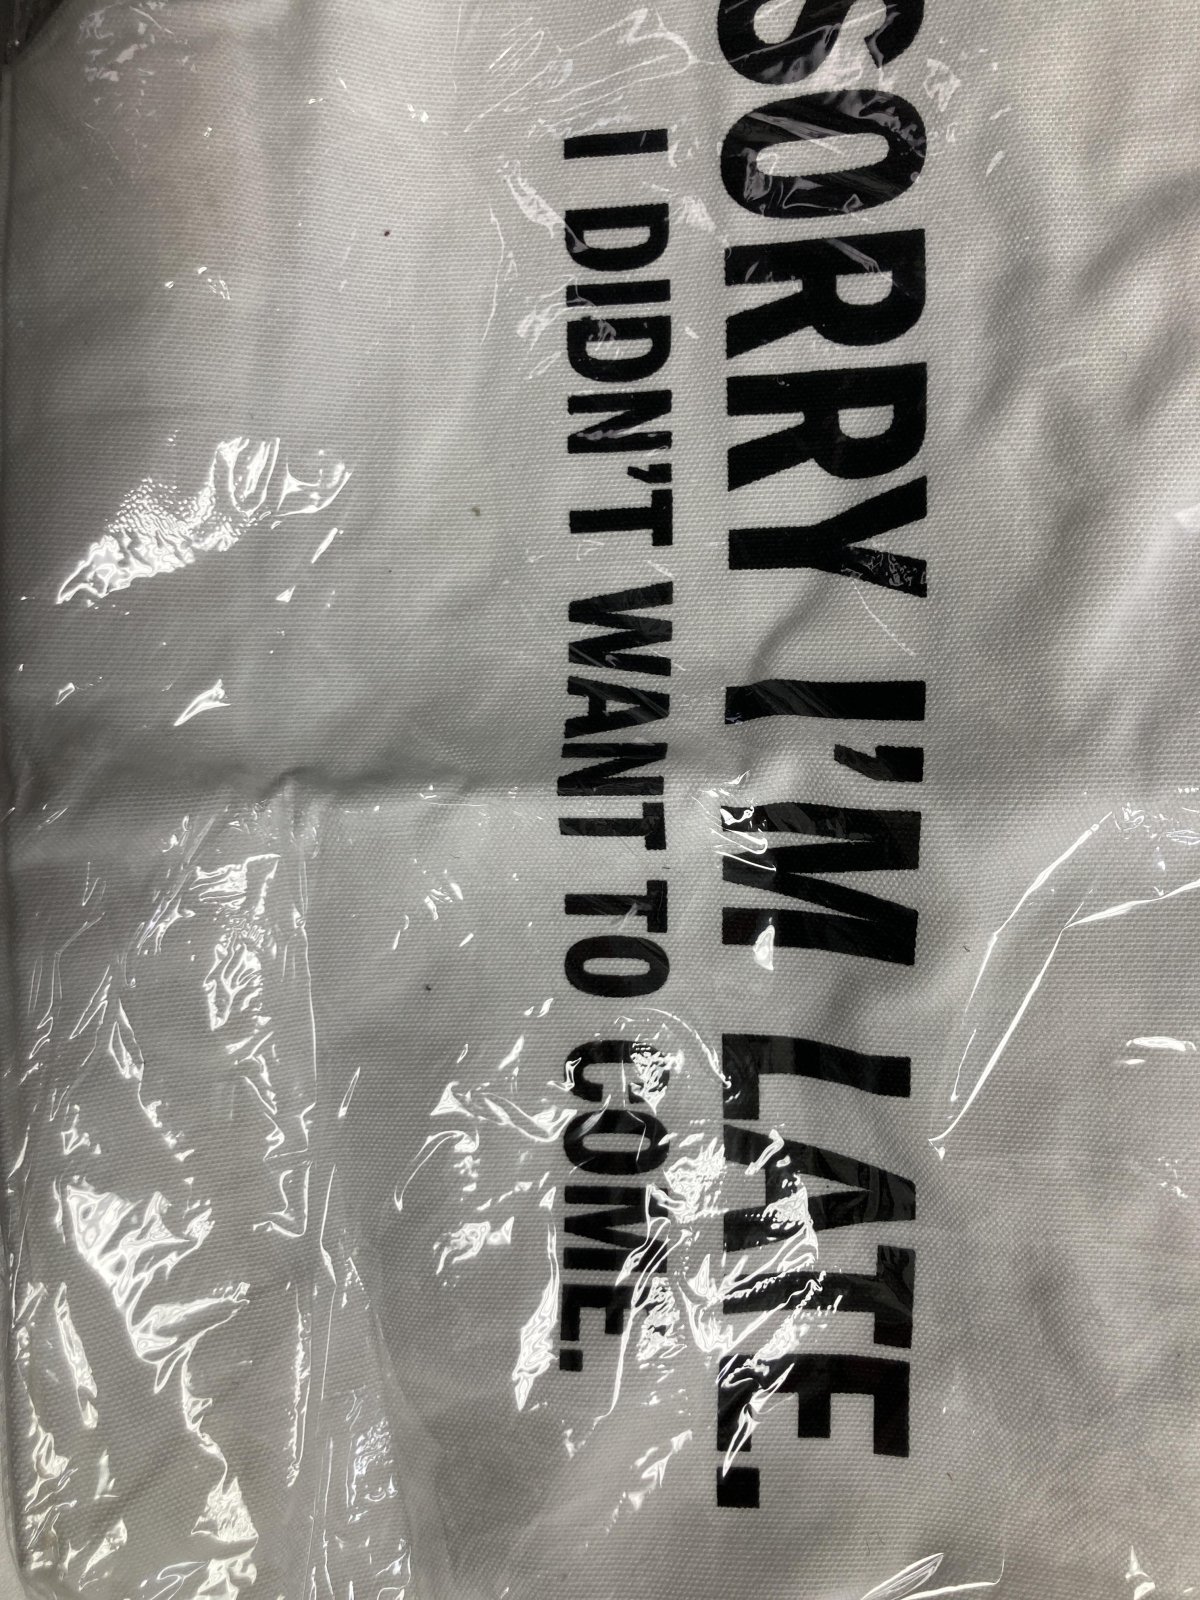 SORRY I'M LATE.
I DIDN'T WANT TO COME.